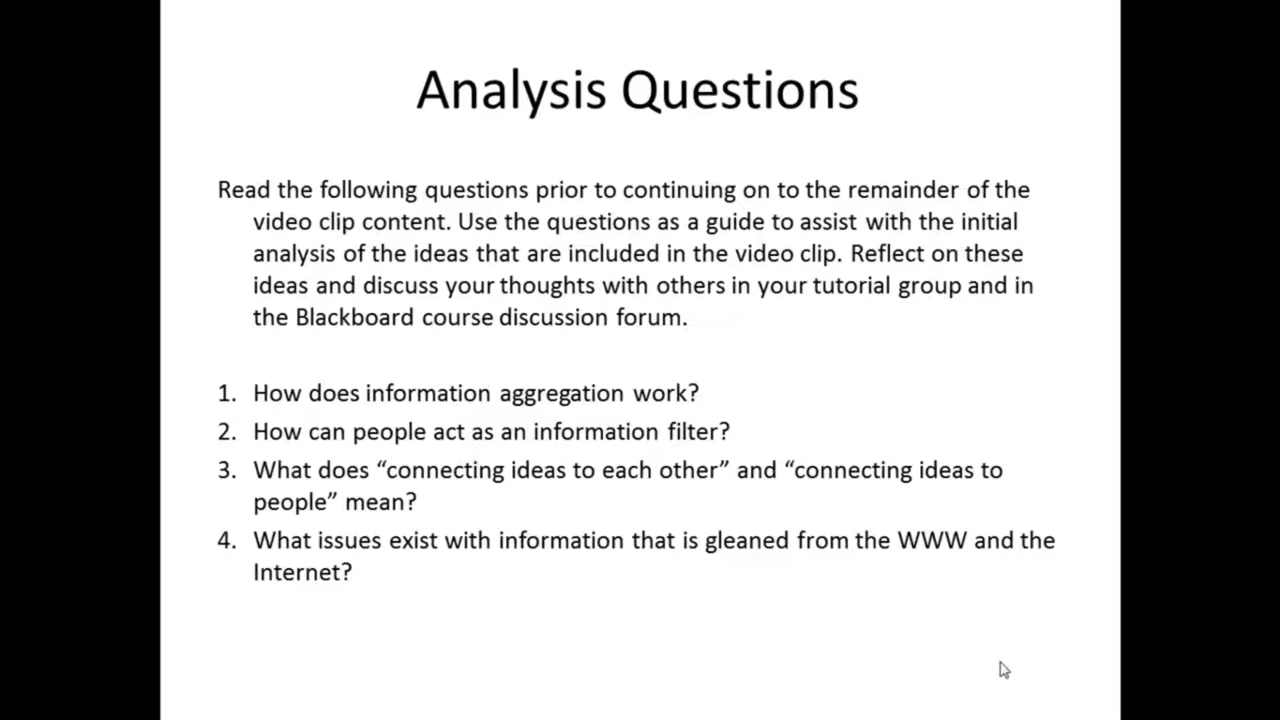 Analysis Questions
Read the following questions prior to continuing on to the remainder of the
video clip content. Use the questions as a guide to assist with the initial
analysis of the ideas that are included in the video clip. Reflect on these
ideas and discuss your thoughts with others in your tutorial group and in
the Blackboard course discussion forum.
1. How does information aggregation work?
2. How can people act as an information filter?
3. What does “connecting ideas to each other” and “connecting ideas to
people” mean?
4. What issues exist with information that is gleaned from the WWW and the
Internet?